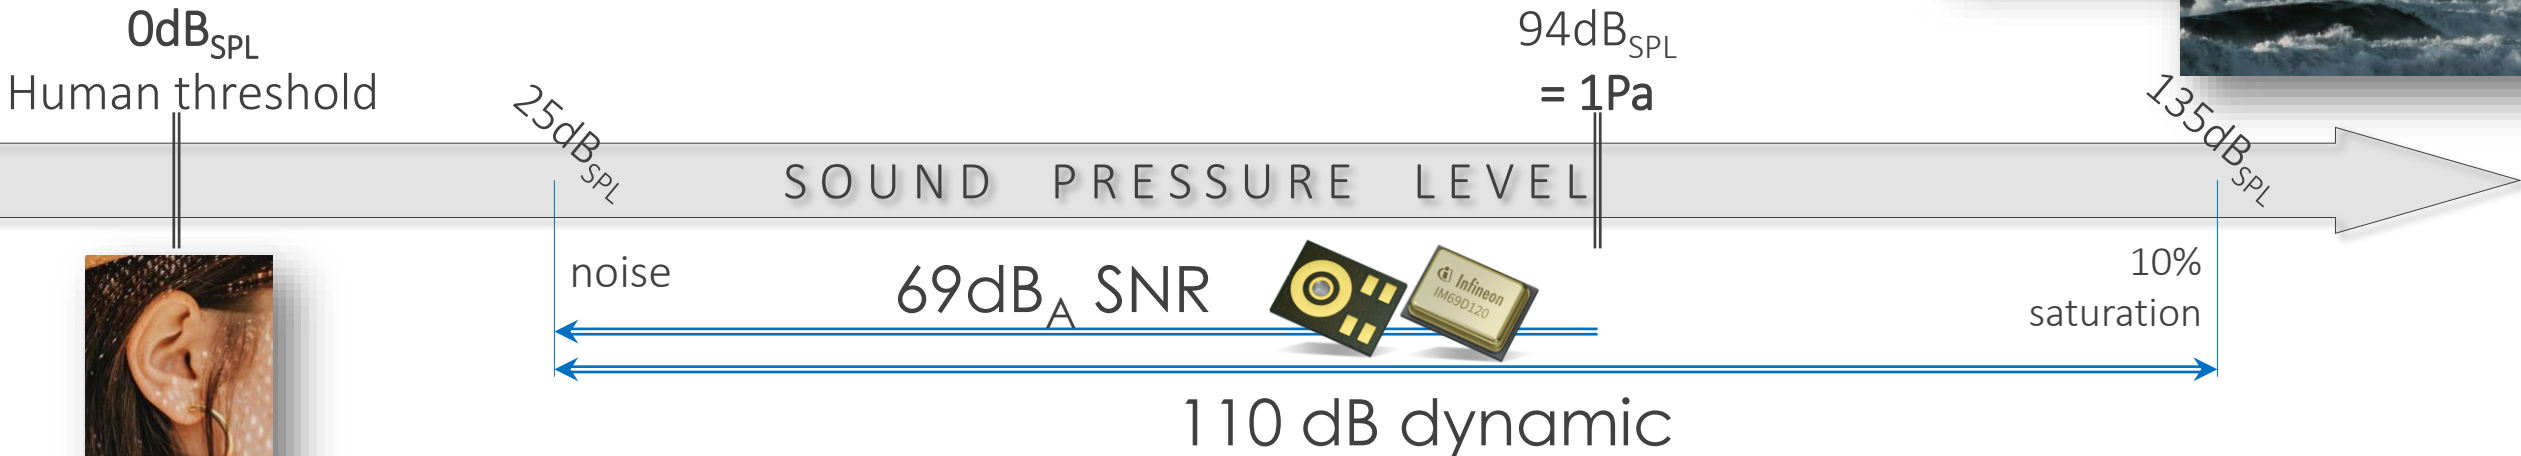 0dBSPL
Human threshold
25dBSPL
94dBSPL
= 1Pa
135dBSPL
SOUND PRESSURE LEVEL
noise
69dBA SNR
Infineon
IM69D120
10%
saturation
110 dB dynamic